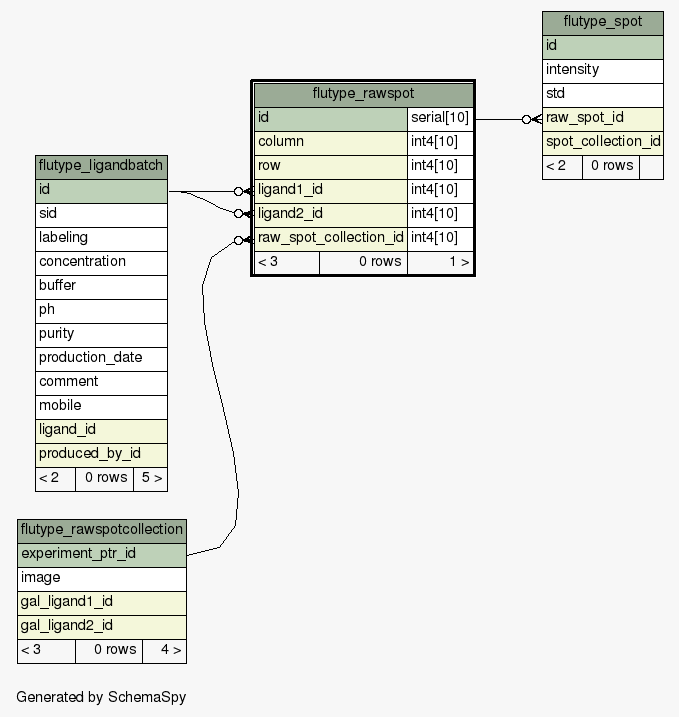 flutype_spot
id
intensity
std
raw_spot_id
spot_collection_id
< 2 0 rows
flutype_rawspot
id serial[10]
column int4[10]
row int4[10]
ligand1_id int4[10]
ligand2_id int4[10]
raw_spot_collection_id int4[10]
< 3 0 rows 1 >
flutype_ligandbatch
id
sid
labeling
concentration
buffer
ph
purity
production_date
comment
mobile
ligand_id
produced_by_id
< 2 0 rows 5 >
flutype_rawspotcollection
experiment_ptr_id
image
gal_ligand1_id
gal_ligand2_id
< 3 0 rows 4 >
Generated by SchemaSpy